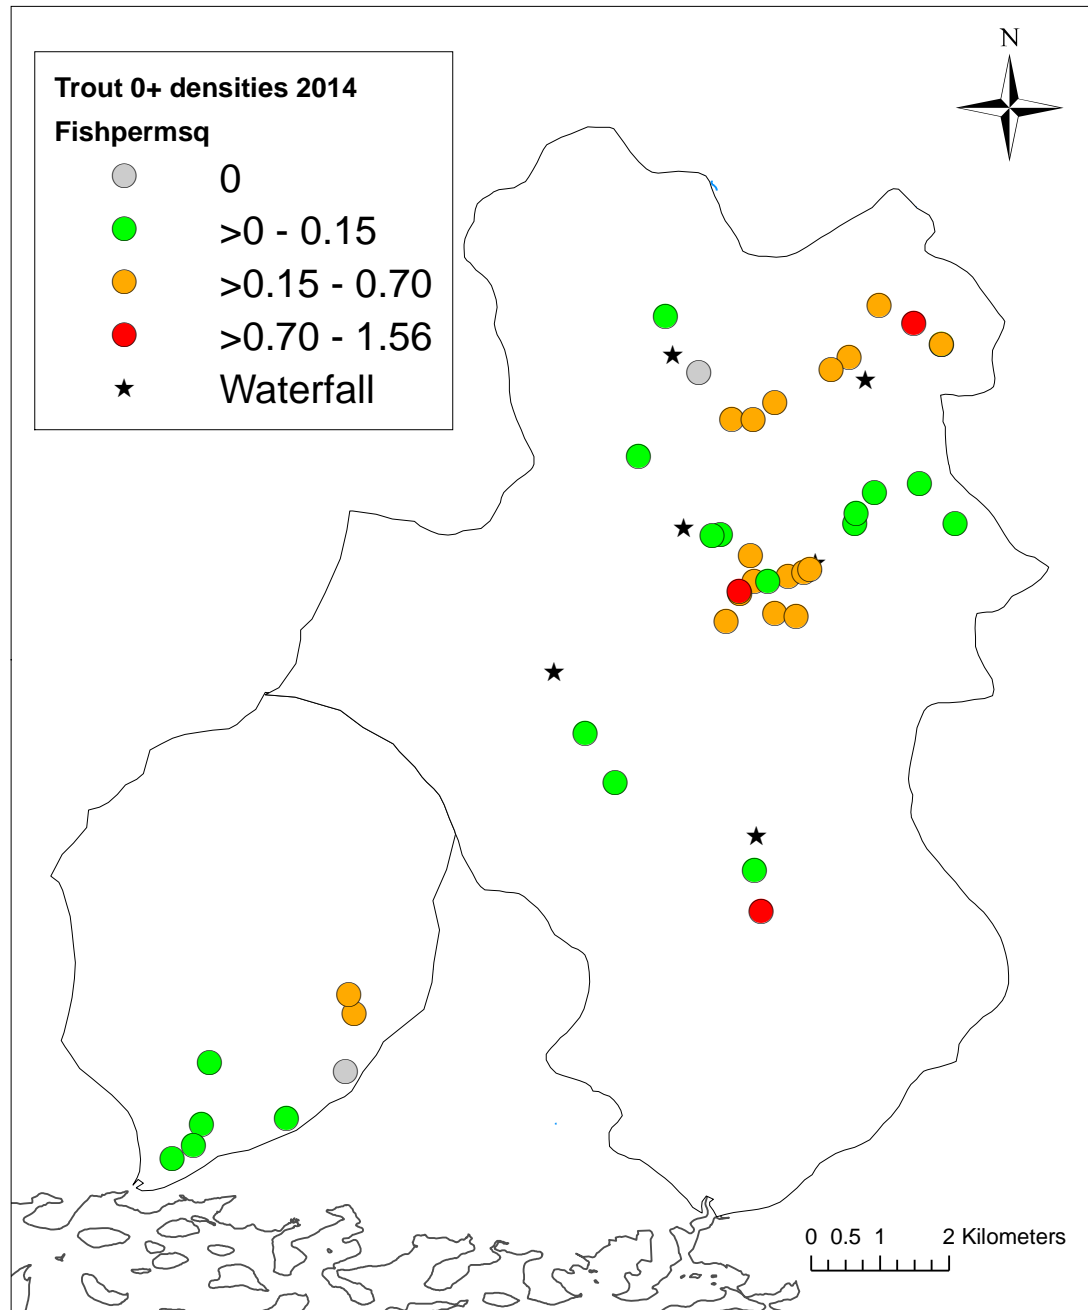 N
Trout 0+ densities 2014
Fishpermsq
0
>0 - 0.15
>0.15 - 0.70
>0.70 - 1.56
Waterfall
0 0.5 1 2 Kilometers